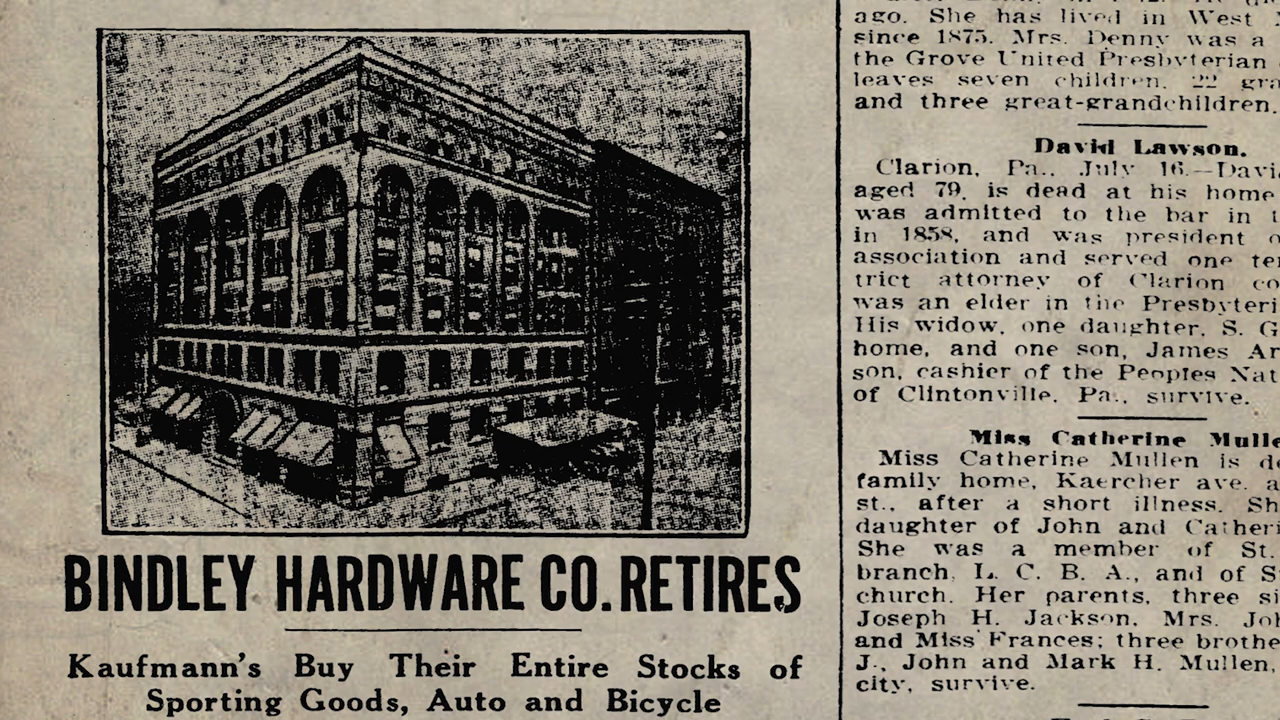 BINDLEY HARDWARE CO. RETIRES
Kaufmann's Buy Their Entire Stocks of
Sporting Goods, Auto and Bicycle
ago. She has lived in West
since 1875. Mrs. Denny was a
the Grove United Presbyterian
leaves seven children, 22
and three great-grandchildren.
David Lawson.
Clarion, Pa., July 16.—Davi
aged 79, is dead at his home
was admitted to the bar in
in 1858, and was president
association and served one
trict attorney of Clarion co
was an elder in the Presbyteri
His widow, one daughter, S. G
home, and one son, James Ar
son, cashier of the Peoples Nat
of Clintonville, Pa., survive.
Miss Catherine Mulle
Miss Catherine Mullen is de
family home, Kaercher ave. a
st., after a short illness. Sh
daughter of John and Catheri
She was a member of St.
branch, L. C. B. A., and of S
church. Her parents, three si
Joseph H. Jackson, Mrs. Joh
and Miss Frances; three brothe
J., John and Mark H. Mullen,
city, survive.